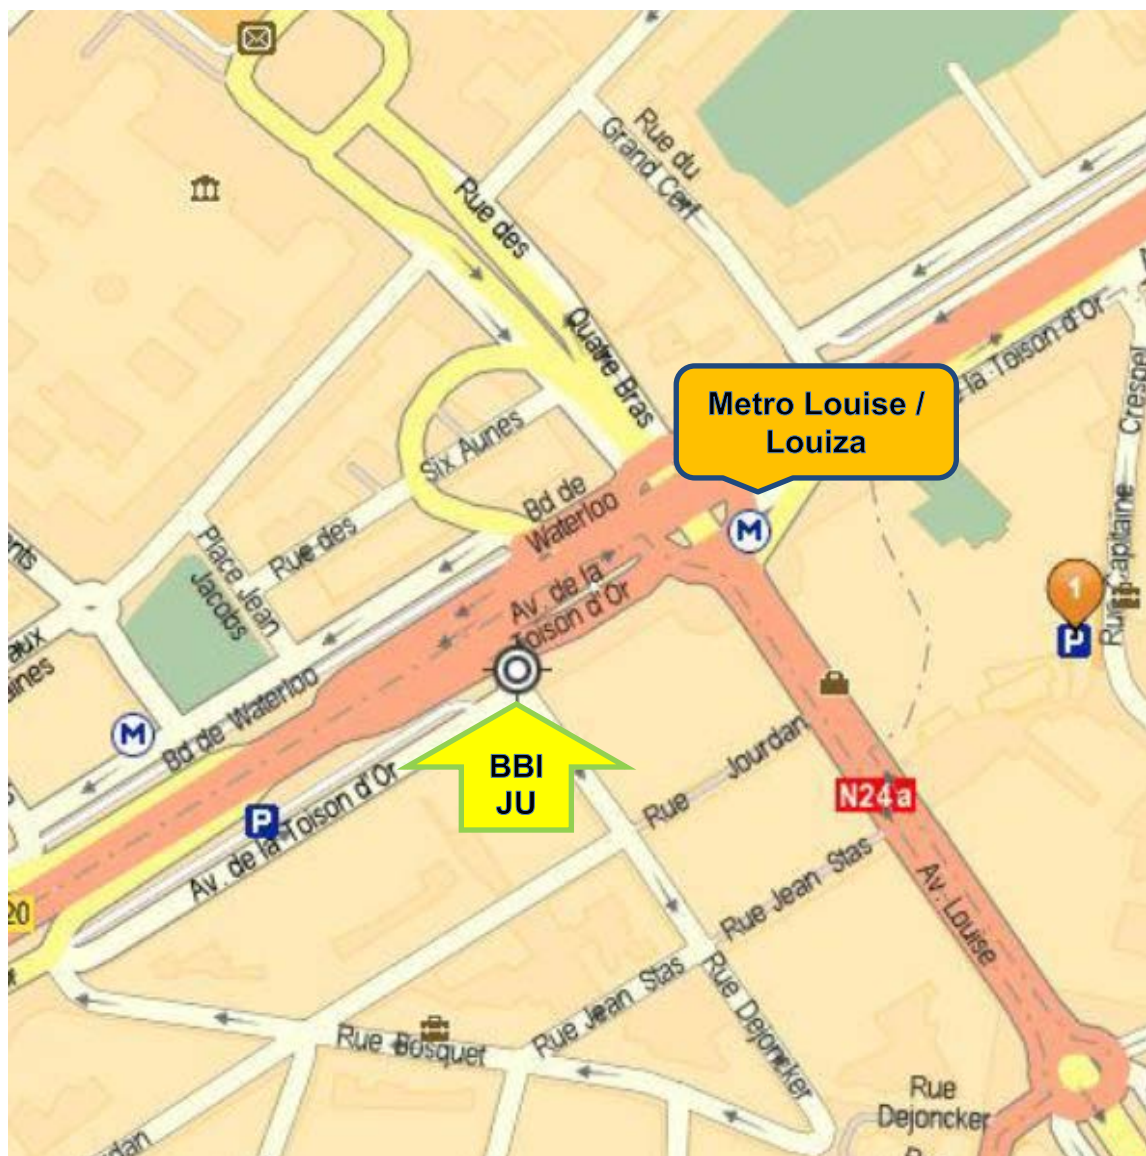 Rue du
Grand Cerf
Rue des
Quatre Bras
la Toison d'Or
Metro Louise /
Louiza
Capitaine Crespel
Six Aunes
Rue des
Bd de
Waterloo
Place Jean
Jacobs
Av. de la
Toison d'Or
1
P
M
M
Bd de Waterloo
BBI
JU
P
Av. de la Toison d'Or
Rue Jourdan
N24a
Rue Jean Stas
Av. Louise
20
Rue Jean Stas
Rue Dejoncker
Rue Bosquet
Rue
Dejoncker